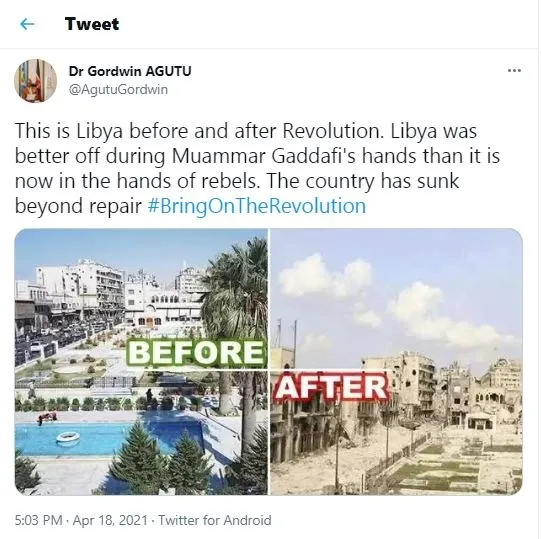 Tweet
Dr Gordwin AGUTU
@AgutuGordwin
This is Libya before and after Revolution. Libya was
better off during Muammar Gaddafi's hands than it is
now in the hands of rebels. The country has sunk
beyond repair #BringOnTheRevolution
BEFORE
AFTER
5:03 PM · Apr 18, 2021 · Twitter for Android